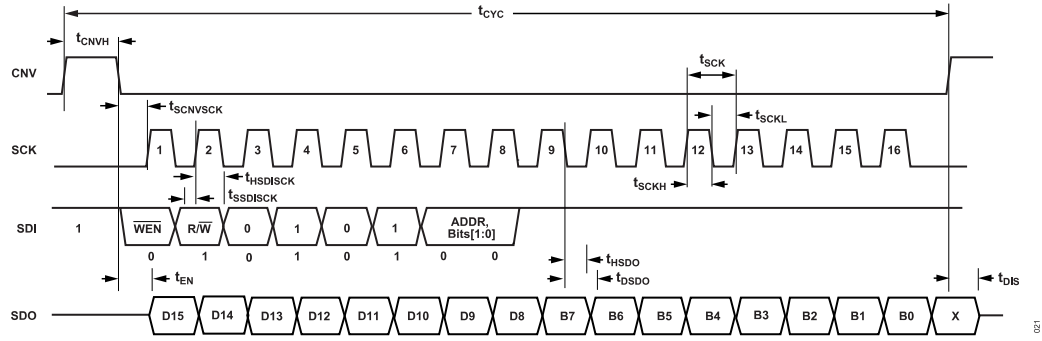 tCYC
tCNVH
CNV
tSCK
tSCNVSCK
tSCKL
SCK 1 2 3 4 5 6 7 8 9 10 11 12 13 14 15 16
tHSDISCK
tSCKH
tSSDISCK
SDI 1 WEN R/W 0 1 0 1 ADDR,
Bits[1:0]
0 1 0 1 0 1 0 0
tHSDO
tEN
tDSDO
tDIS
SDO D15 D14 D13 D12 D11 D10 D9 D8 B7 B6 B5 B4 B3 B2 B1 B0 X
021